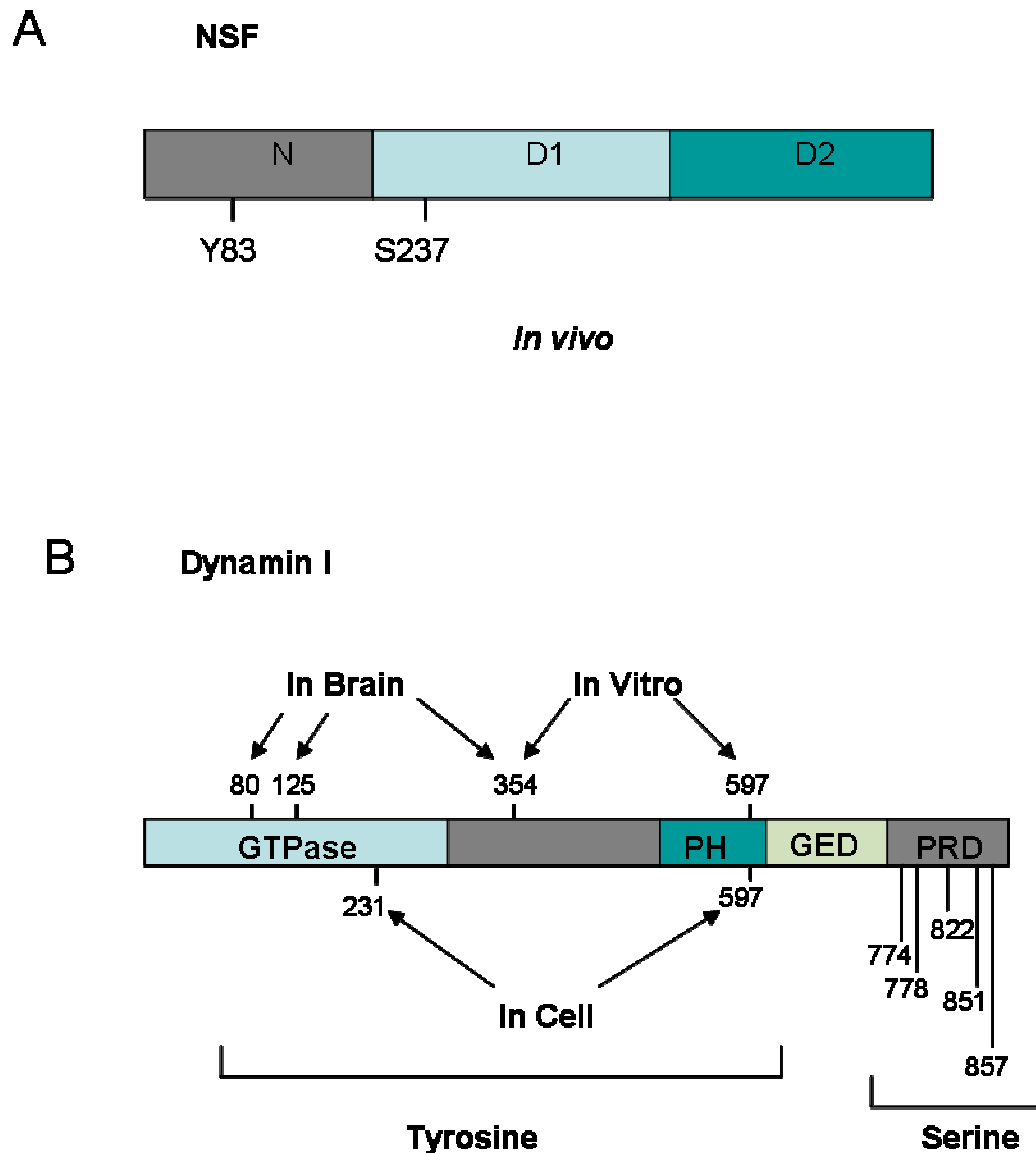 A NSF
N D1 D2
Y83 S237
In vivo
B Dynamin I
In Brain In Vitro
80 125 354 597
GTPase PH GED PRD
231 597
822
774
778 851
In Cell
857
Tyrosine Serine